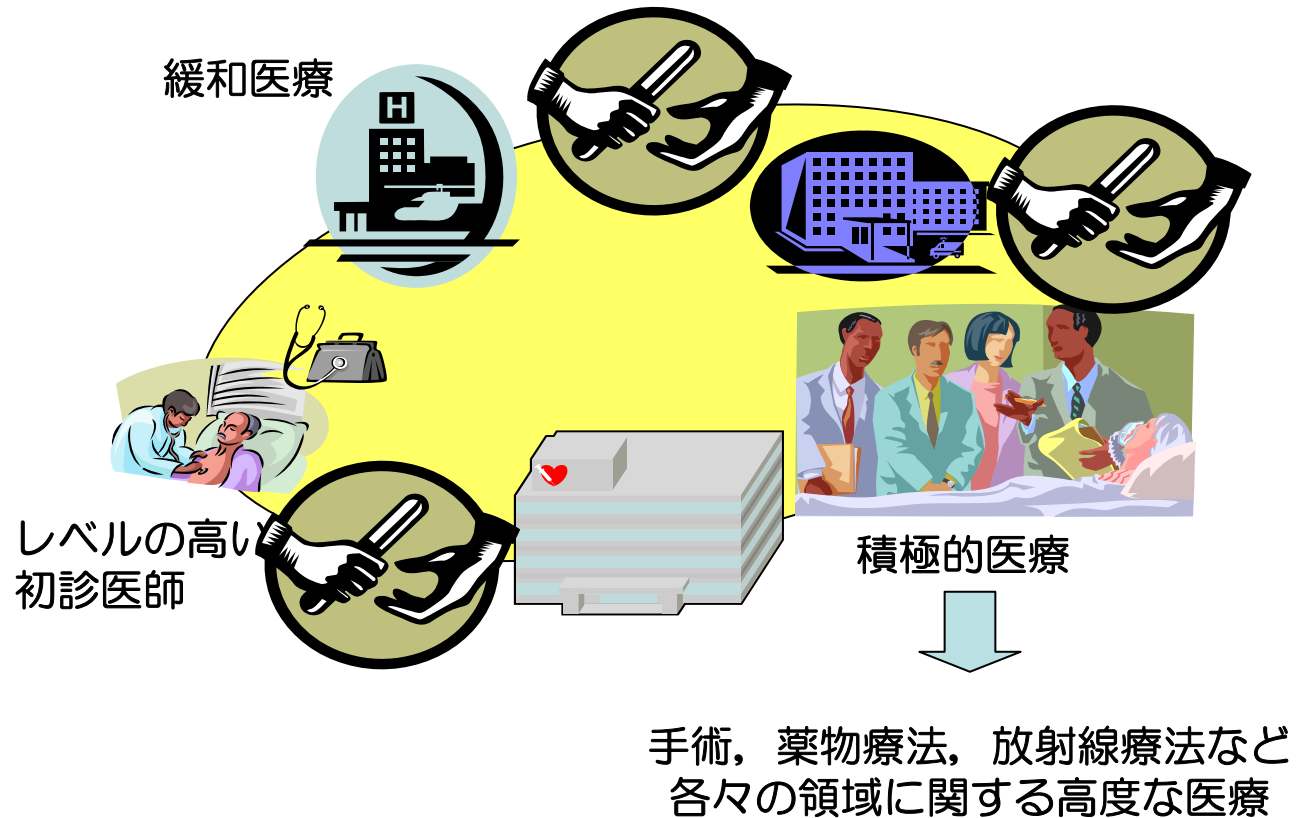 緩和医療
H
レベルの高い
初診医師
積極的医療
手術，薬物療法，放射線療法など
各々の領域に関する高度な医療